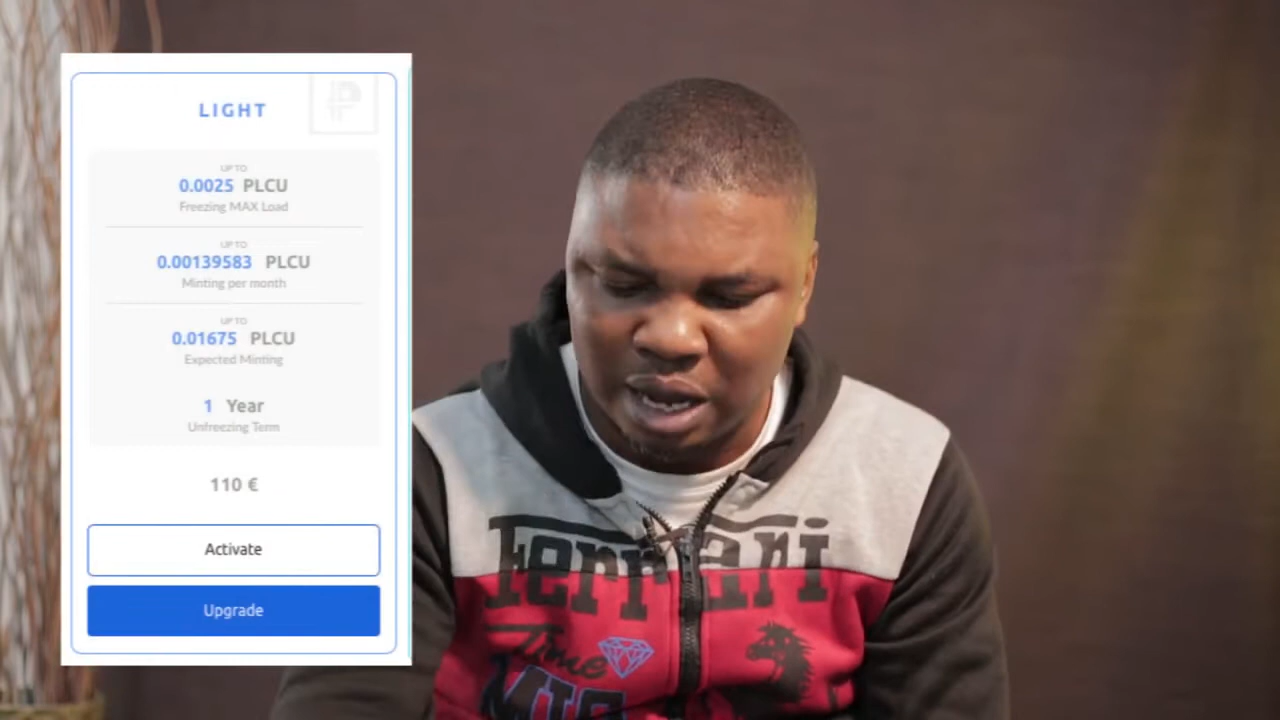 LIGHT
UP TO
0.0025 PLCU
Freezing MAX Load
UP TO
0.00139583 PLCU
Minting per month
UP TO
0.01675 PLCU
Expected Minting
1 Year
Unfreezing Term
110 €
Activate
Upgrade
Ferrari
Time